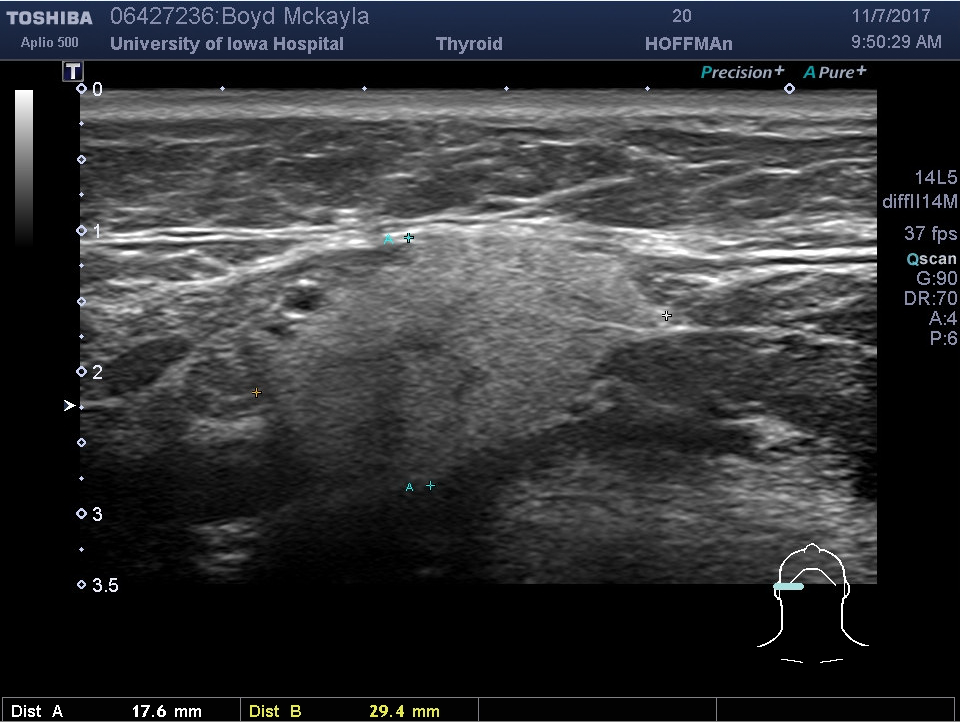 TOSHIBA 06427236:Boyd Mckayla 20 11/7/2017
Aplio 500 University of Iowa Hospital Thyroid HOFFMAn 9:50:29 AM
T Precision+ A Pure+
0
14L5
diffII14M
1
A
37 fps
Qscan
G:90
DR:70
A:4
P:6
2
A
3
3.5
Dist A 17.6 mm Dist B 29.4 mm